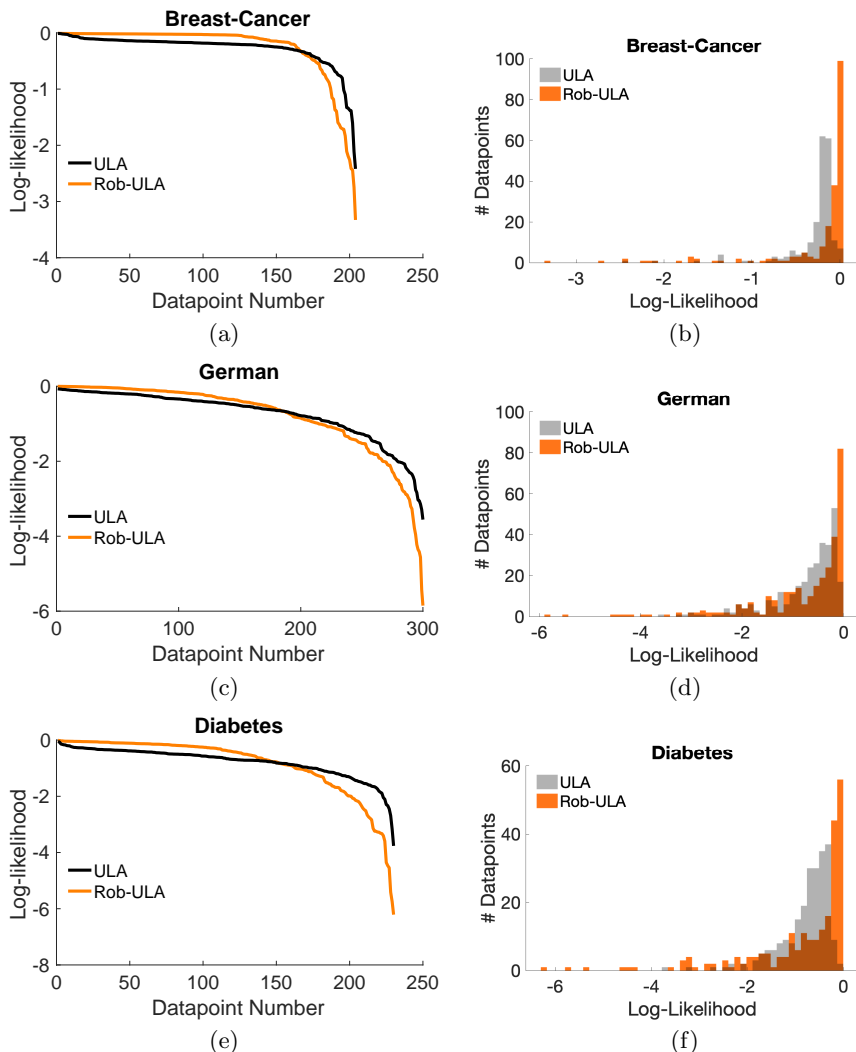 Breast-Cancer
0
-1
-2
-3
-4
Log-likelihood
ULA
Rob-ULA
0 50 100 150 200 250
Datapoint Number
(a)
Breast-Cancer
100
80
60
40
20
0
# Datapoints
ULA
Rob-ULA
-3 -2 -1 0
Log-Likelihood
(b)
German
0
-2
-4
-6
Log-likelihood
ULA
Rob-ULA
0 100 200 300
Datapoint Number
(c)
German
100
80
60
40
20
0
# Datapoints
ULA
Rob-ULA
-6 -4 -2 0
Log-Likelihood
(d)
Diabetes
0
-2
-4
-6
-8
Log-likelihood
ULA
Rob-ULA
0 50 100 150 200 250
Datapoint Number
(e)
Diabetes
60
40
20
0
# Datapoints
ULA
Rob-ULA
-6 -4 -2 0
Log-Likelihood
(f)